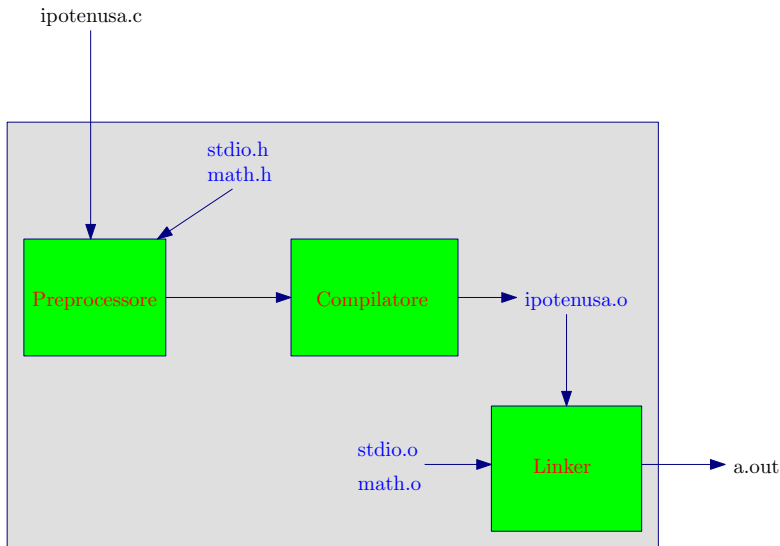 ipotenusa.c
stdio.h
math.h
Preprocessore
Compilatore
ipotenusa.o
stdio.o
math.o
Linker
a.out